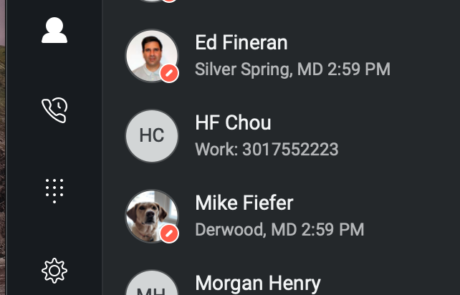 Ed Fineran
Silver Spring, MD 2:59 PM
HC
HF Chou
Work: 3017552223
Mike Fiefer
Derwood, MD 2:59 PM
MH
Morgan Henry